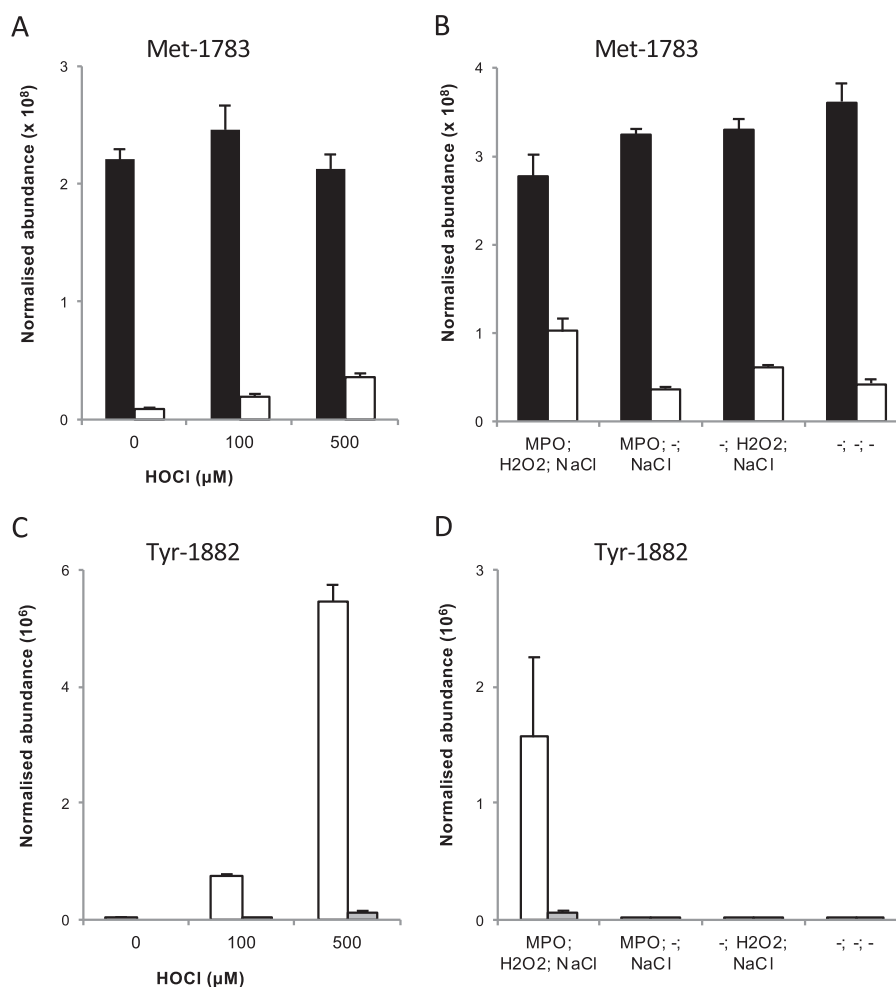 A
Met-1783
Normalised abundance (x 10⁸)
3
2
1
0
0
100
500
HOCl (µM)
B
Met-1783
Normalised abundance (x 10⁸)
4
3
2
1
0
MPO;
H2O2; NaCl
MPO; -;
NaCl
-; H2O2;
NaCl
-; -; -
C
Tyr-1882
Normalised abundance (10⁶)
6
4
2
0
0
100
500
HOCl (µM)
D
Tyr-1882
Normalised abundance (10⁶)
3
2
1
0
MPO;
H2O2; NaCl
MPO; -;
NaCl
-; H2O2;
NaCl
-; -; -